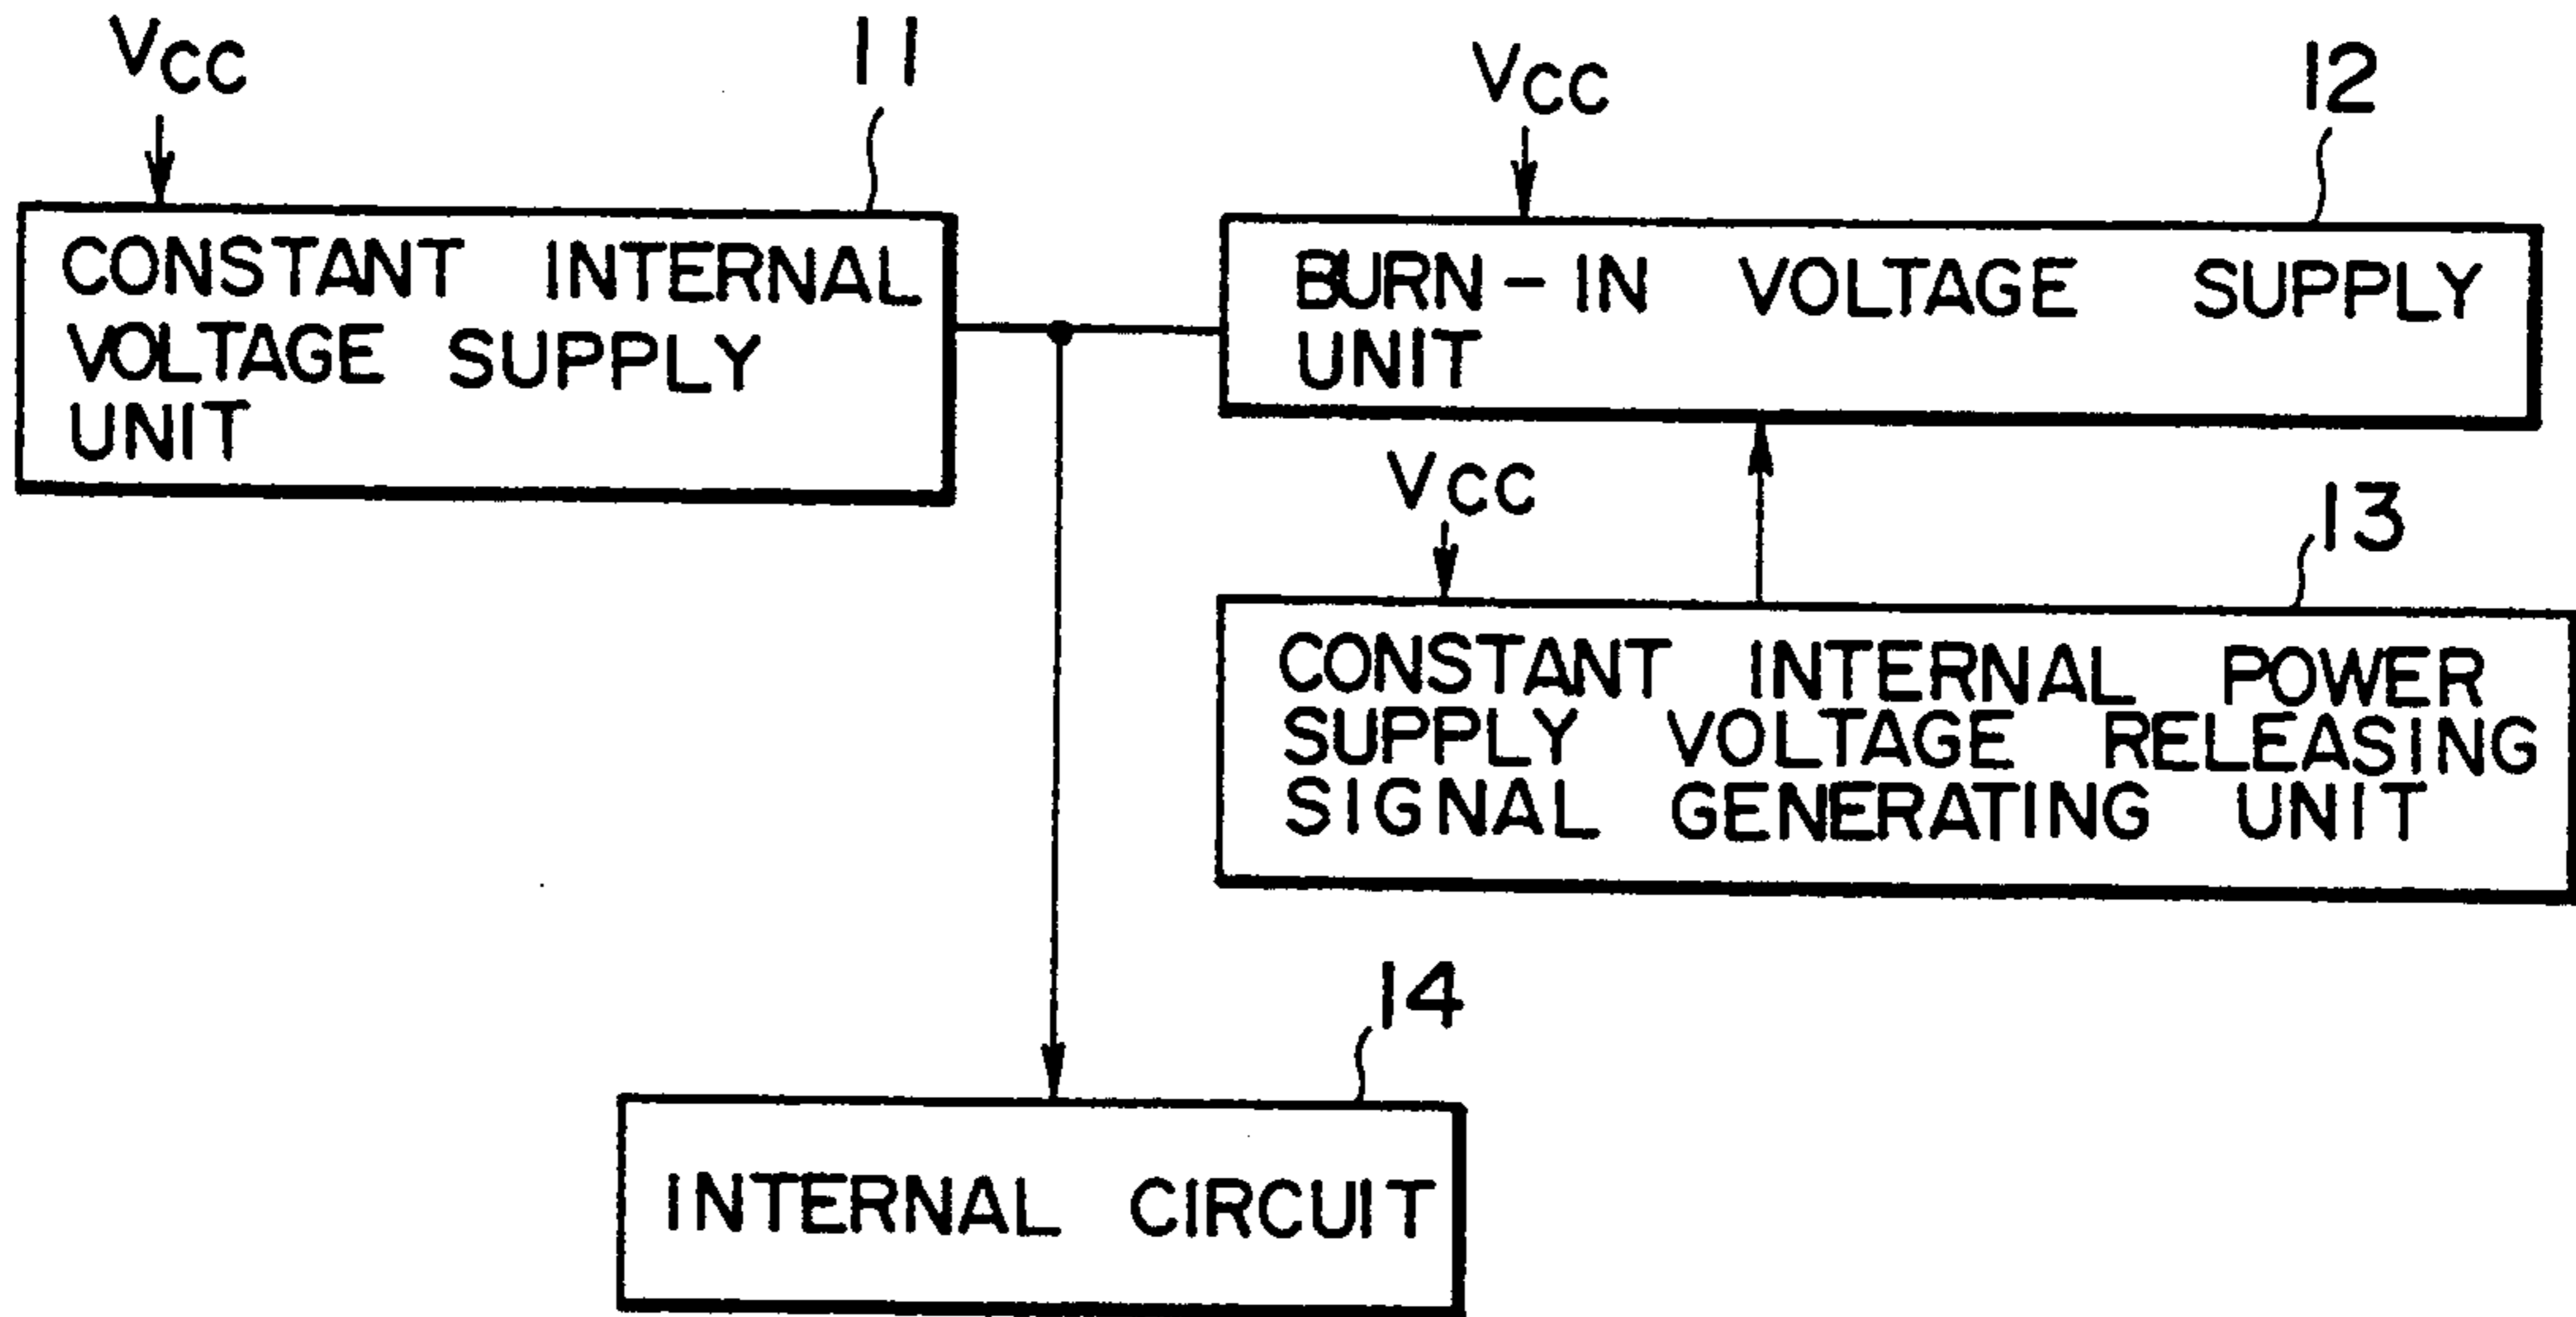 VCC
11
VCC
12
CONSTANT INTERNAL
VOLTAGE SUPPLY
UNIT
BURN-IN VOLTAGE SUPPLY
UNIT
VCC
13
CONSTANT INTERNAL POWER
SUPPLY VOLTAGE RELEASING
SIGNAL GENERATING UNIT
14
INTERNAL CIRCUIT